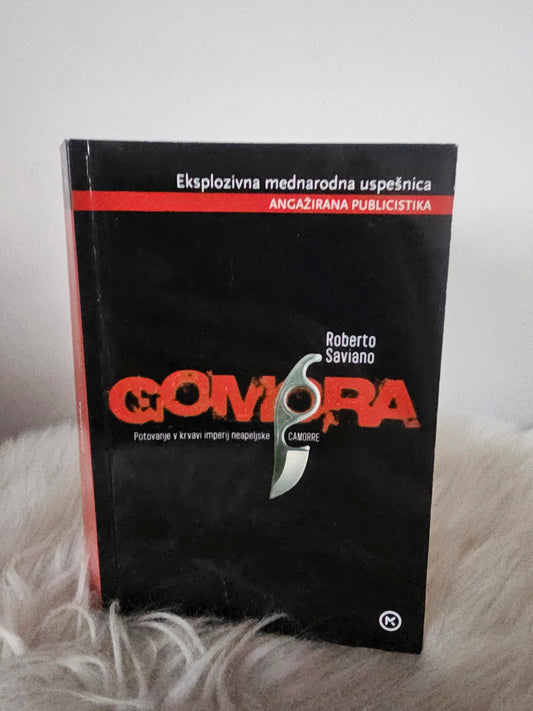 Eksplozivna mednarodna uspešnica
ANGAŽIRANA PUBLICISTIKA
Roberto
Saviano
GOMORA
Potovanje v krvavi imperij neapeljske CAMORRE